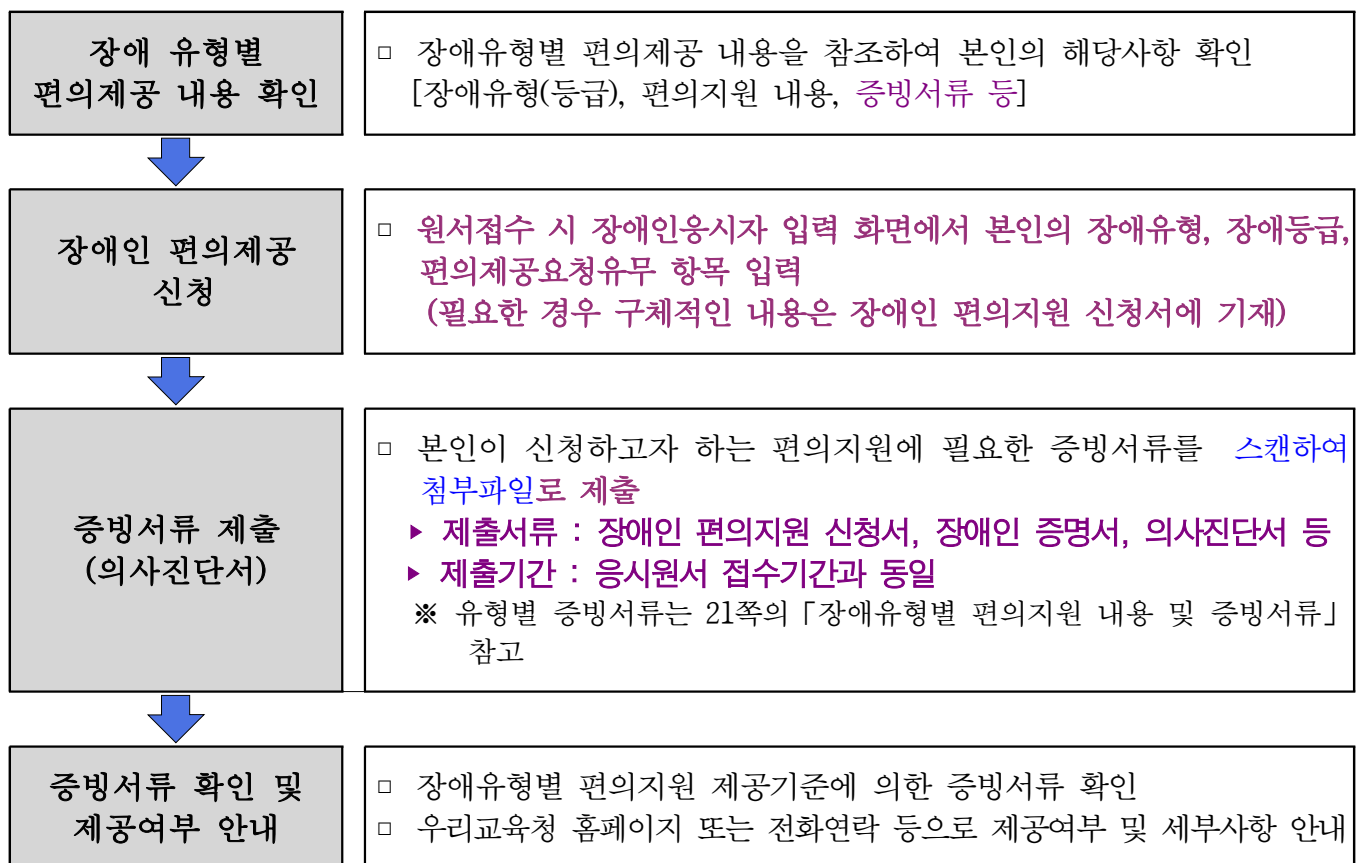 장애 유형별
편의제공 내용 확인
□ 장애유형별 편의제공 내용을 참조하여 본인의 해당사항 확인
[장애유형(등급), 편의지원 내용, 증빙서류 등]
장애인 편의제공
신청
□ 원서접수 시 장애인응시자 입력 화면에서 본인의 장애유형, 장애등급,
편의제공요청유무 항목 입력
(필요한 경우 구체적인 내용은 장애인 편의지원 신청서에 기재)
증빙서류 제출
(의사진단서)
□ 본인이 신청하고자 하는 편의지원에 필요한 증빙서류를 스캔하여
첨부파일로 제출
▶ 제출서류 : 장애인 편의지원 신청서, 장애인 증명서, 의사진단서 등
▶ 제출기간 : 응시원서 접수기간과 동일
※ 유형별 증빙서류는 21쪽의「장애유형별 편의지원 내용 및 증빙서류」
참고
증빙서류 확인 및
제공여부 안내
□ 장애유형별 편의지원 제공기준에 의한 증빙서류 확인
□ 우리교육청 홈페이지 또는 전화연락 등으로 제공여부 및 세부사항 안내